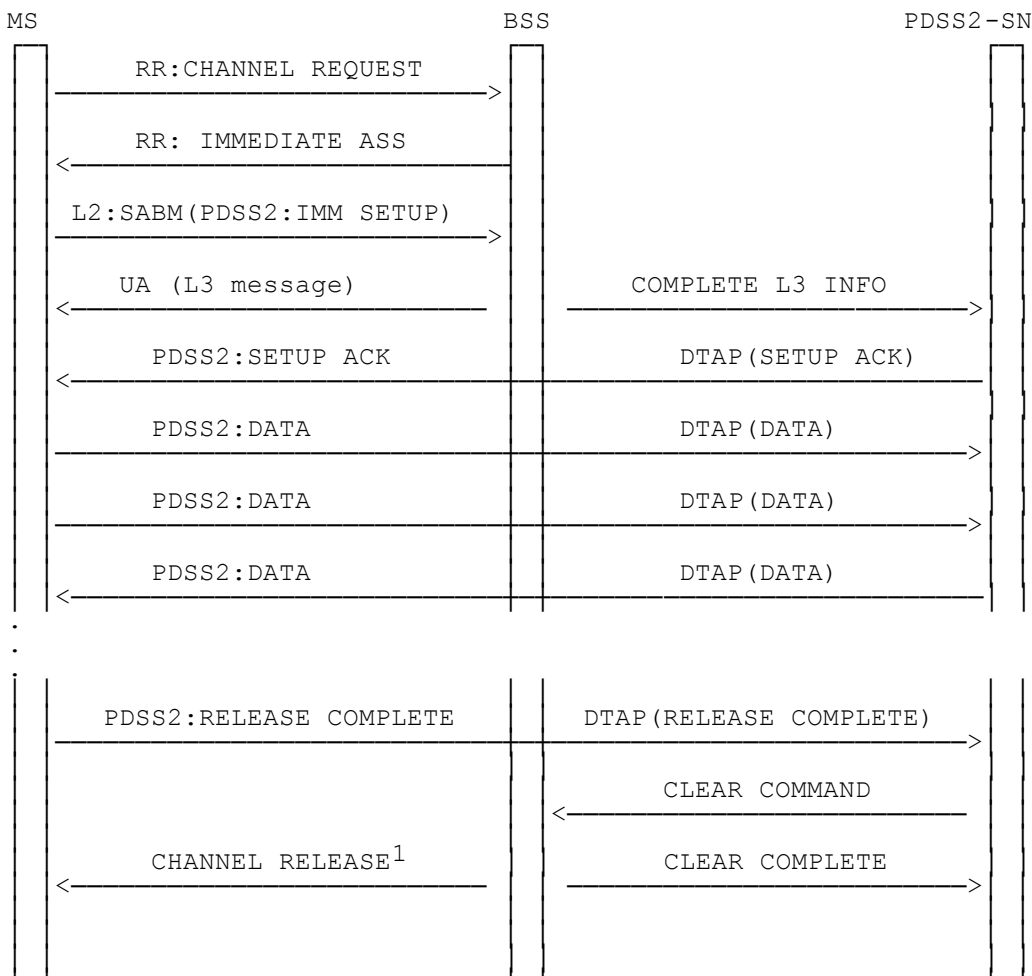 MS BSS PDSS2-SN
RR:CHANNEL REQUEST
RR: IMMEDIATE ASS
L2:SABM(PDSS2:IMM SETUP)
UA (L3 message) COMPLETE L3 INFO
PDSS2:SETUP ACK DTAP(SETUP ACK)
PDSS2:DATA DTAP(DATA)
PDSS2:DATA DTAP(DATA)
PDSS2:DATA DTAP(DATA)
.
.
.
PDSS2:RELEASE COMPLETE DTAP(RELEASE COMPLETE)
CLEAR COMMAND
CHANNEL RELEASE1 CLEAR COMPLETE